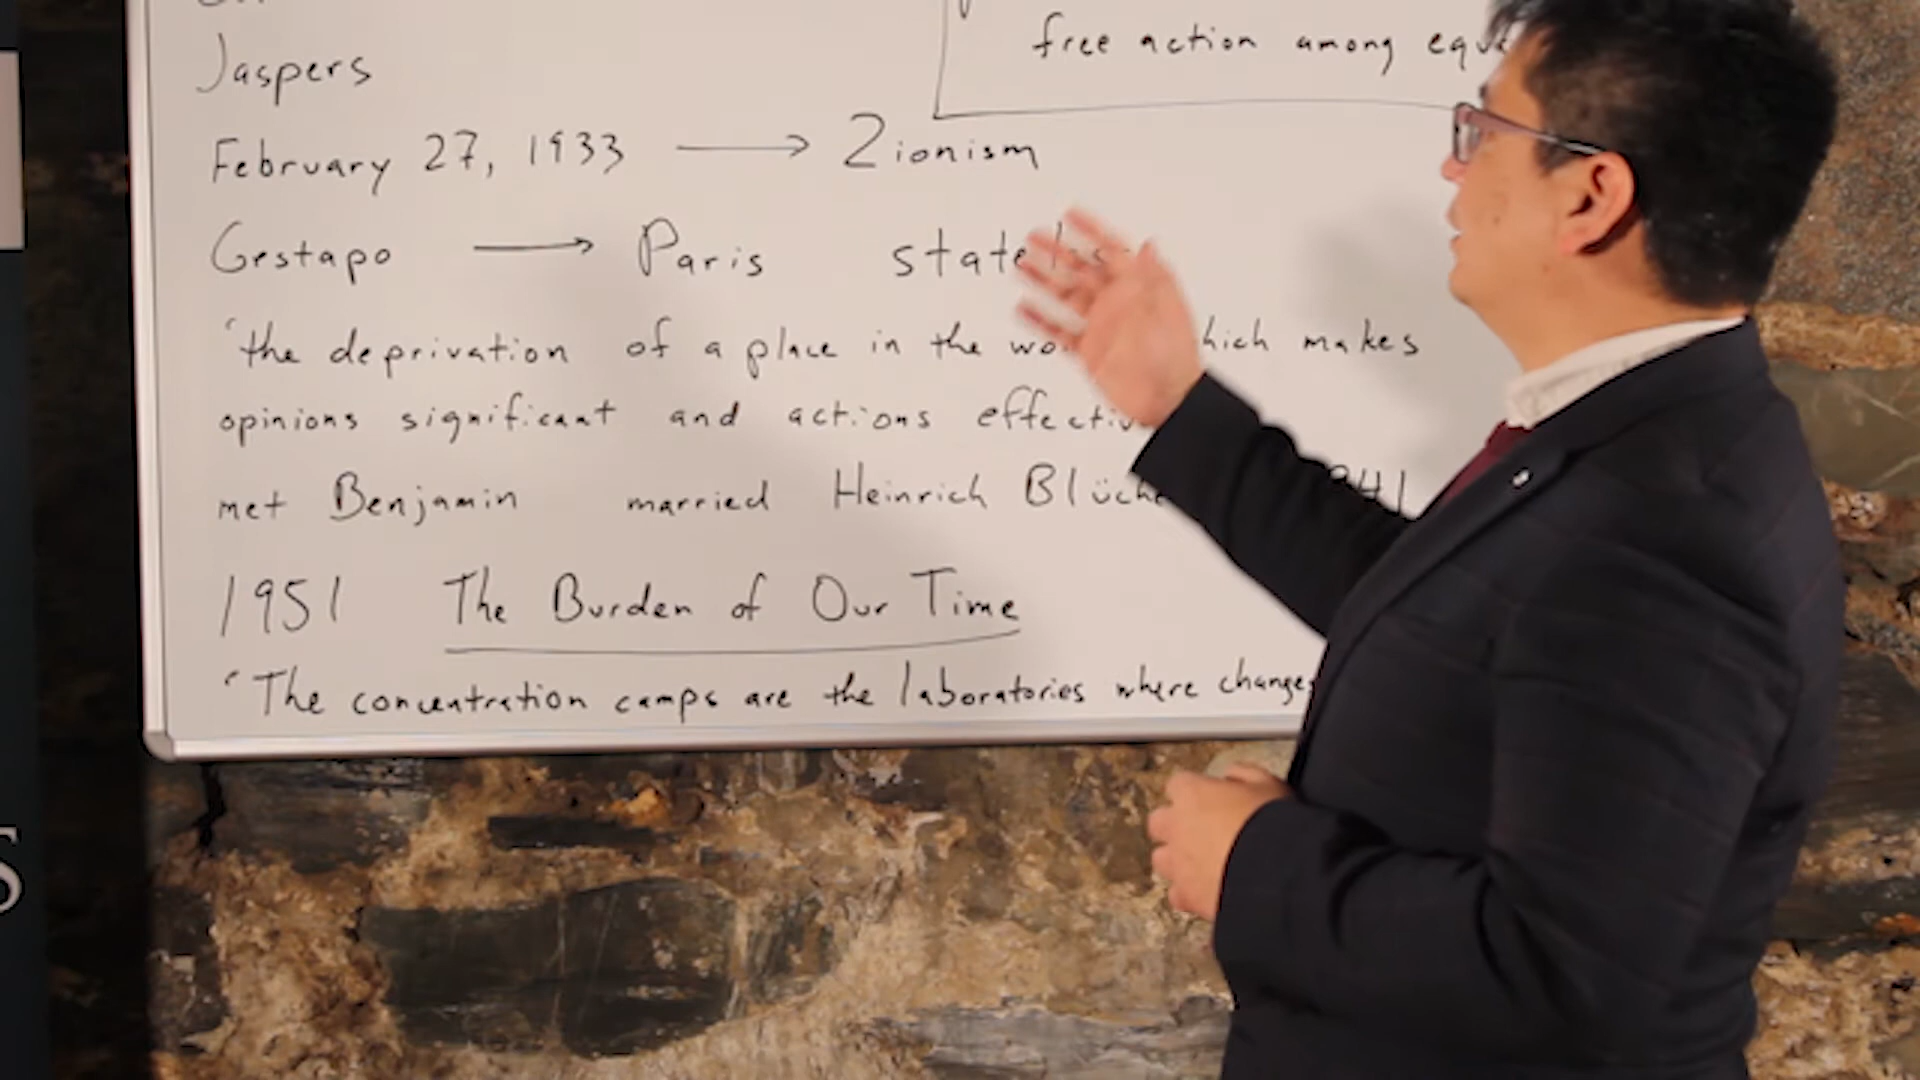 free action among
Jaspers
February 27, 1933 → Zionism
Gestapo → Paris
"the deprivation of a place in the which makes
opinions significant and actions
met Benjamin married Heinrich
1951 The Burden of Our Time
"The concentration camps are the laboratories where changes
S